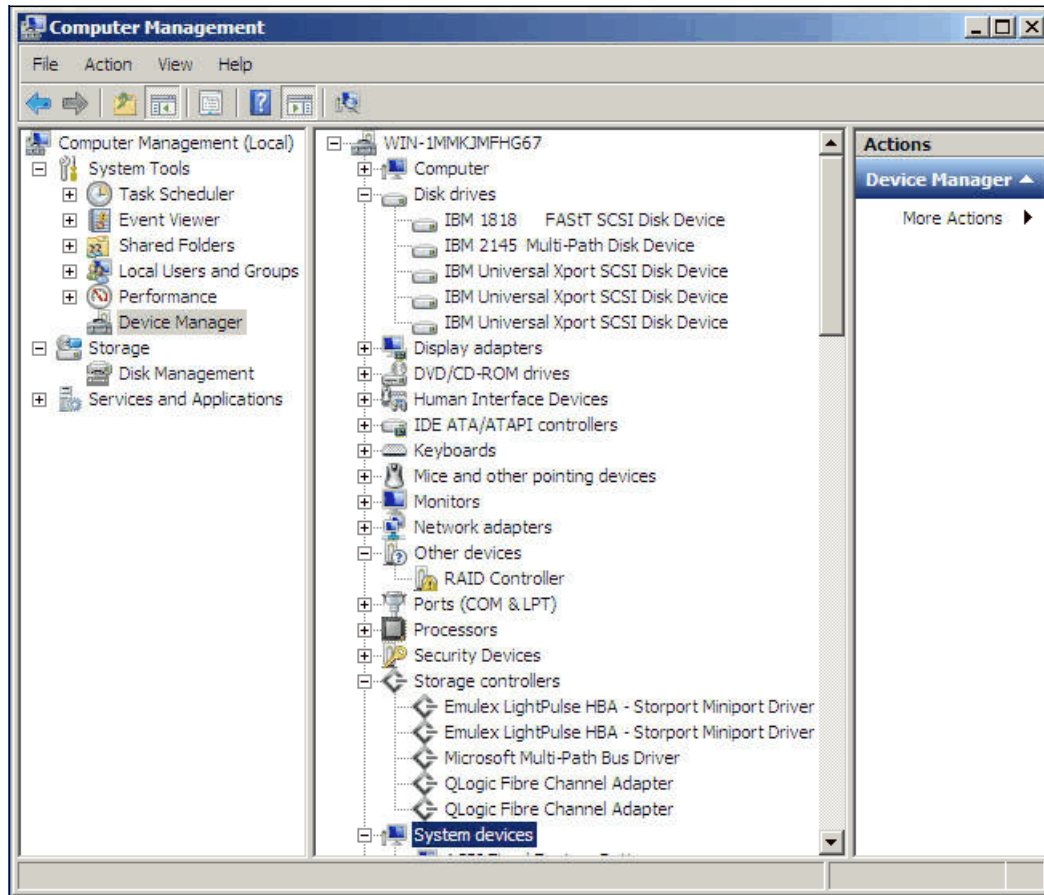 Computer Management
File Action View Help
Computer Management (Local)
System Tools
Task Scheduler
Event Viewer
Shared Folders
Local Users and Groups
Performance
Device Manager
Storage
Disk Management
Services and Applications
WIN-1MMKJMFHG67
Computer
Disk drives
IBM 1818 FAStT SCSI Disk Device
IBM 2145 Multi-Path Disk Device
IBM Universal Xport SCSI Disk Device
IBM Universal Xport SCSI Disk Device
IBM Universal Xport SCSI Disk Device
Display adapters
DVD/CD-ROM drives
Human Interface Devices
IDE ATA/ATAPI controllers
Keyboards
Mice and other pointing devices
Monitors
Network adapters
Other devices
RAID Controller
Ports (COM & LPT)
Processors
Security Devices
Storage controllers
Emulex LightPulse HBA - Storport Miniport Driver
Emulex LightPulse HBA - Storport Miniport Driver
Microsoft Multi-Path Bus Driver
QLogic Fibre Channel Adapter
QLogic Fibre Channel Adapter
System devices
Actions
Device Manager
More Actions